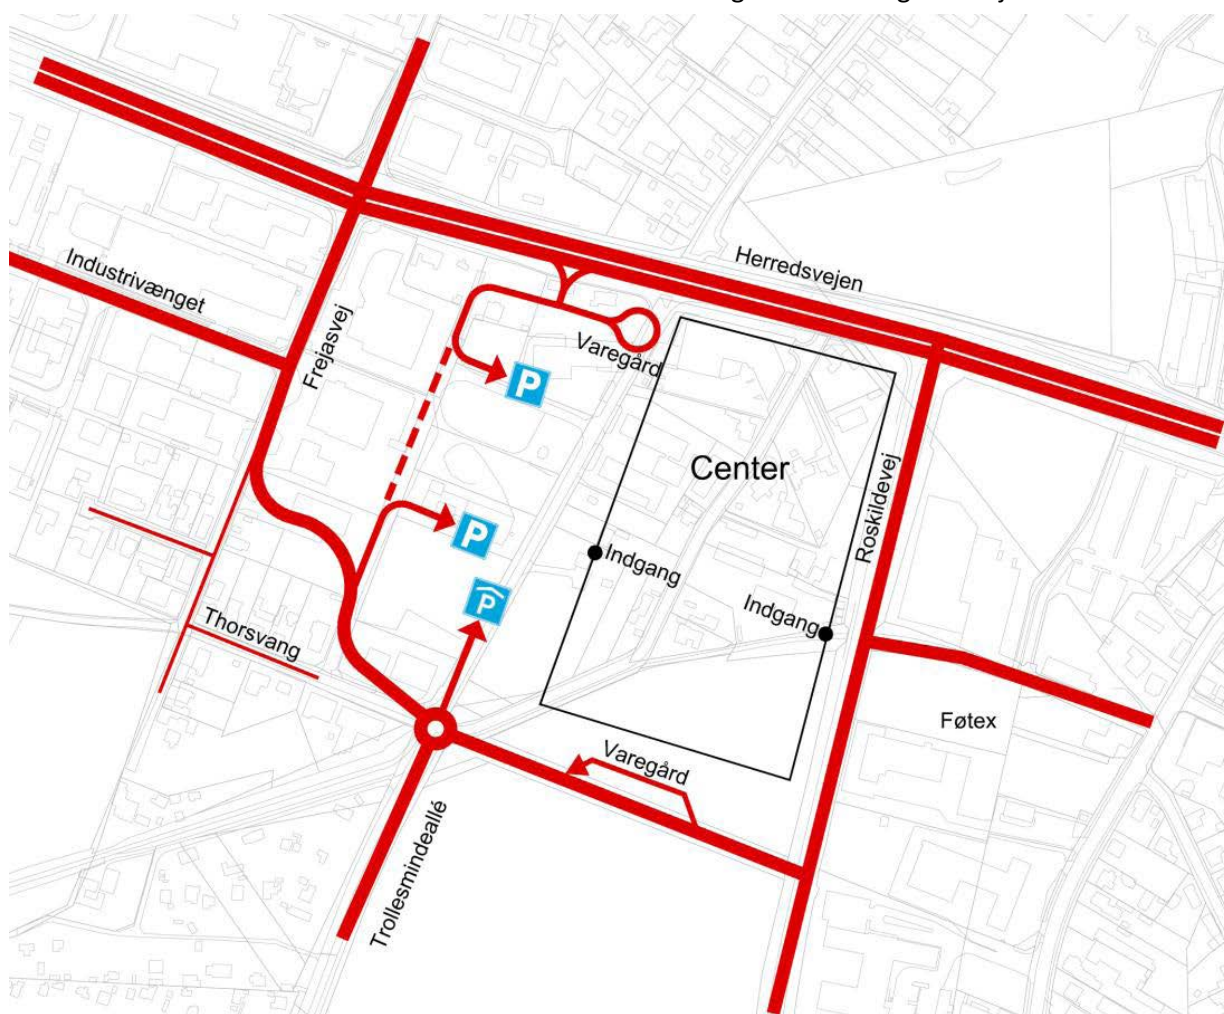 Herredsvejen
Industrivænget
Frejasvej
Varegård
P
Center
Roskildevej
P
Indgang
P
Indgang
Thorsvang
Føtex
Varegård
Trollesmindeallé